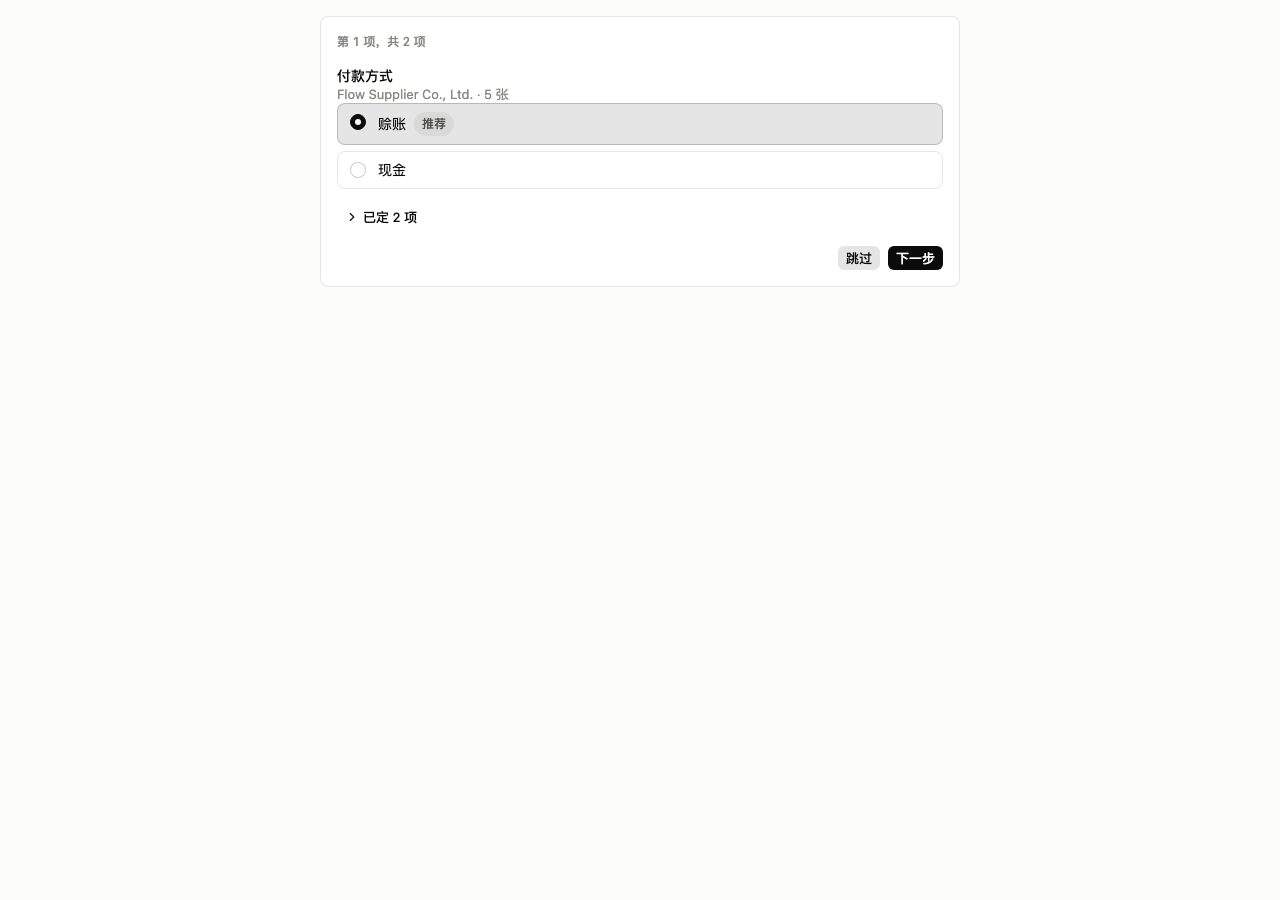 第 1 项，共 2 项
付款方式
Flow Supplier Co., Ltd. · 5 张
赊账 推荐
现金
已定 2 项
跳过 下一步